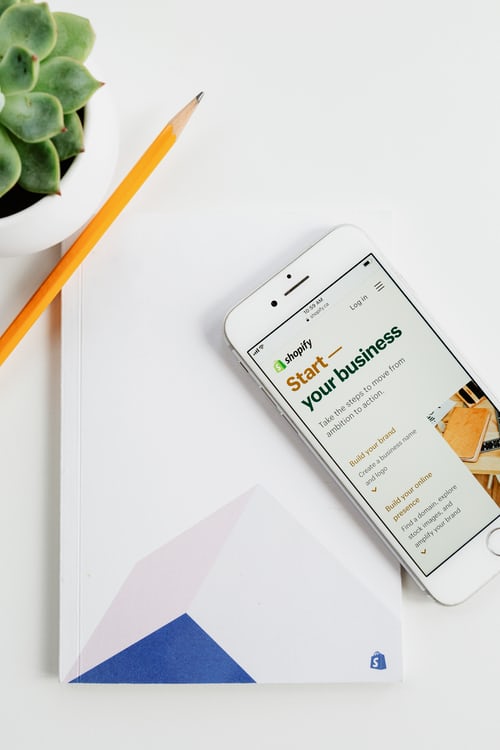 10:59 AM
shopify.ca
Log in
shopify
Start —
your business
Take the steps to move from
ambition to action.
Build your brand
Create a business name
and logo
Build your online
presence
Find a domain, explore
stock images, and
amplify your brand
S